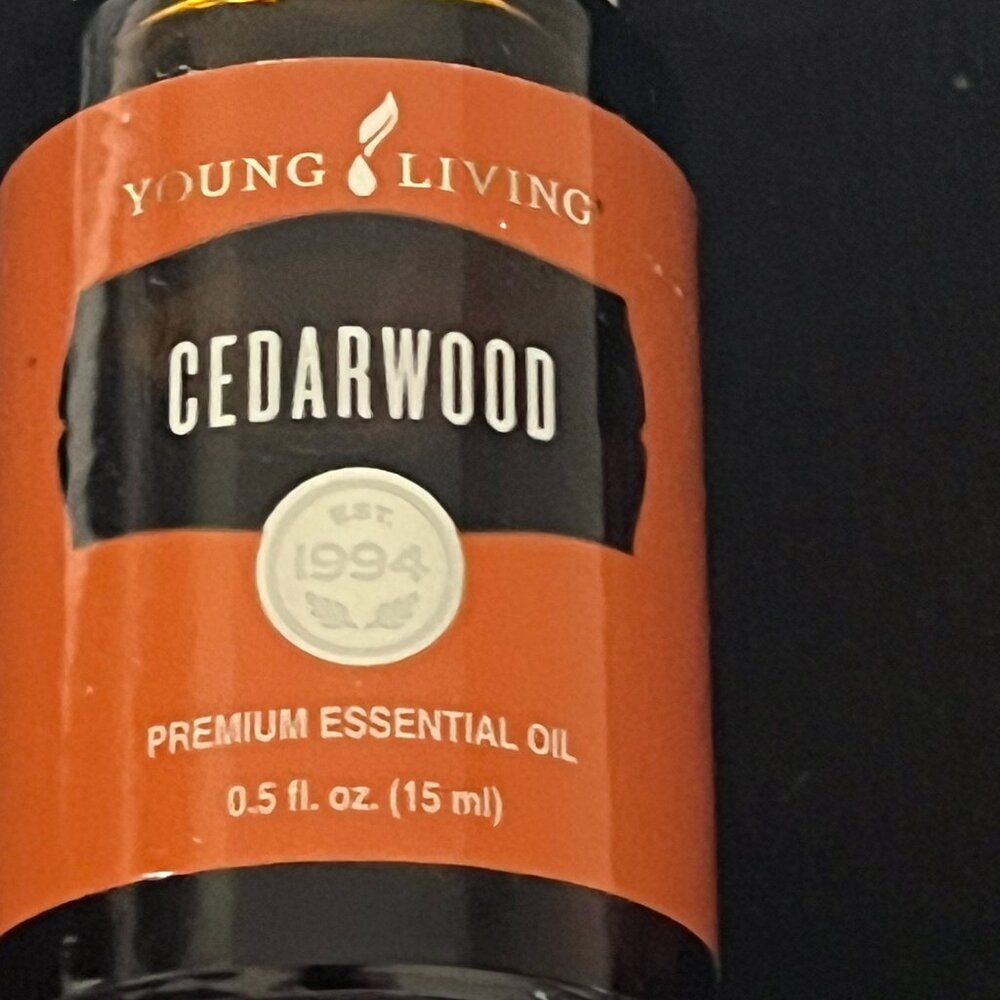 YOUNG LIVING
CEDARWOOD
EST.
1994
PREMIUM ESSENTIAL OIL
0.5 fl. oz. (15 ml)